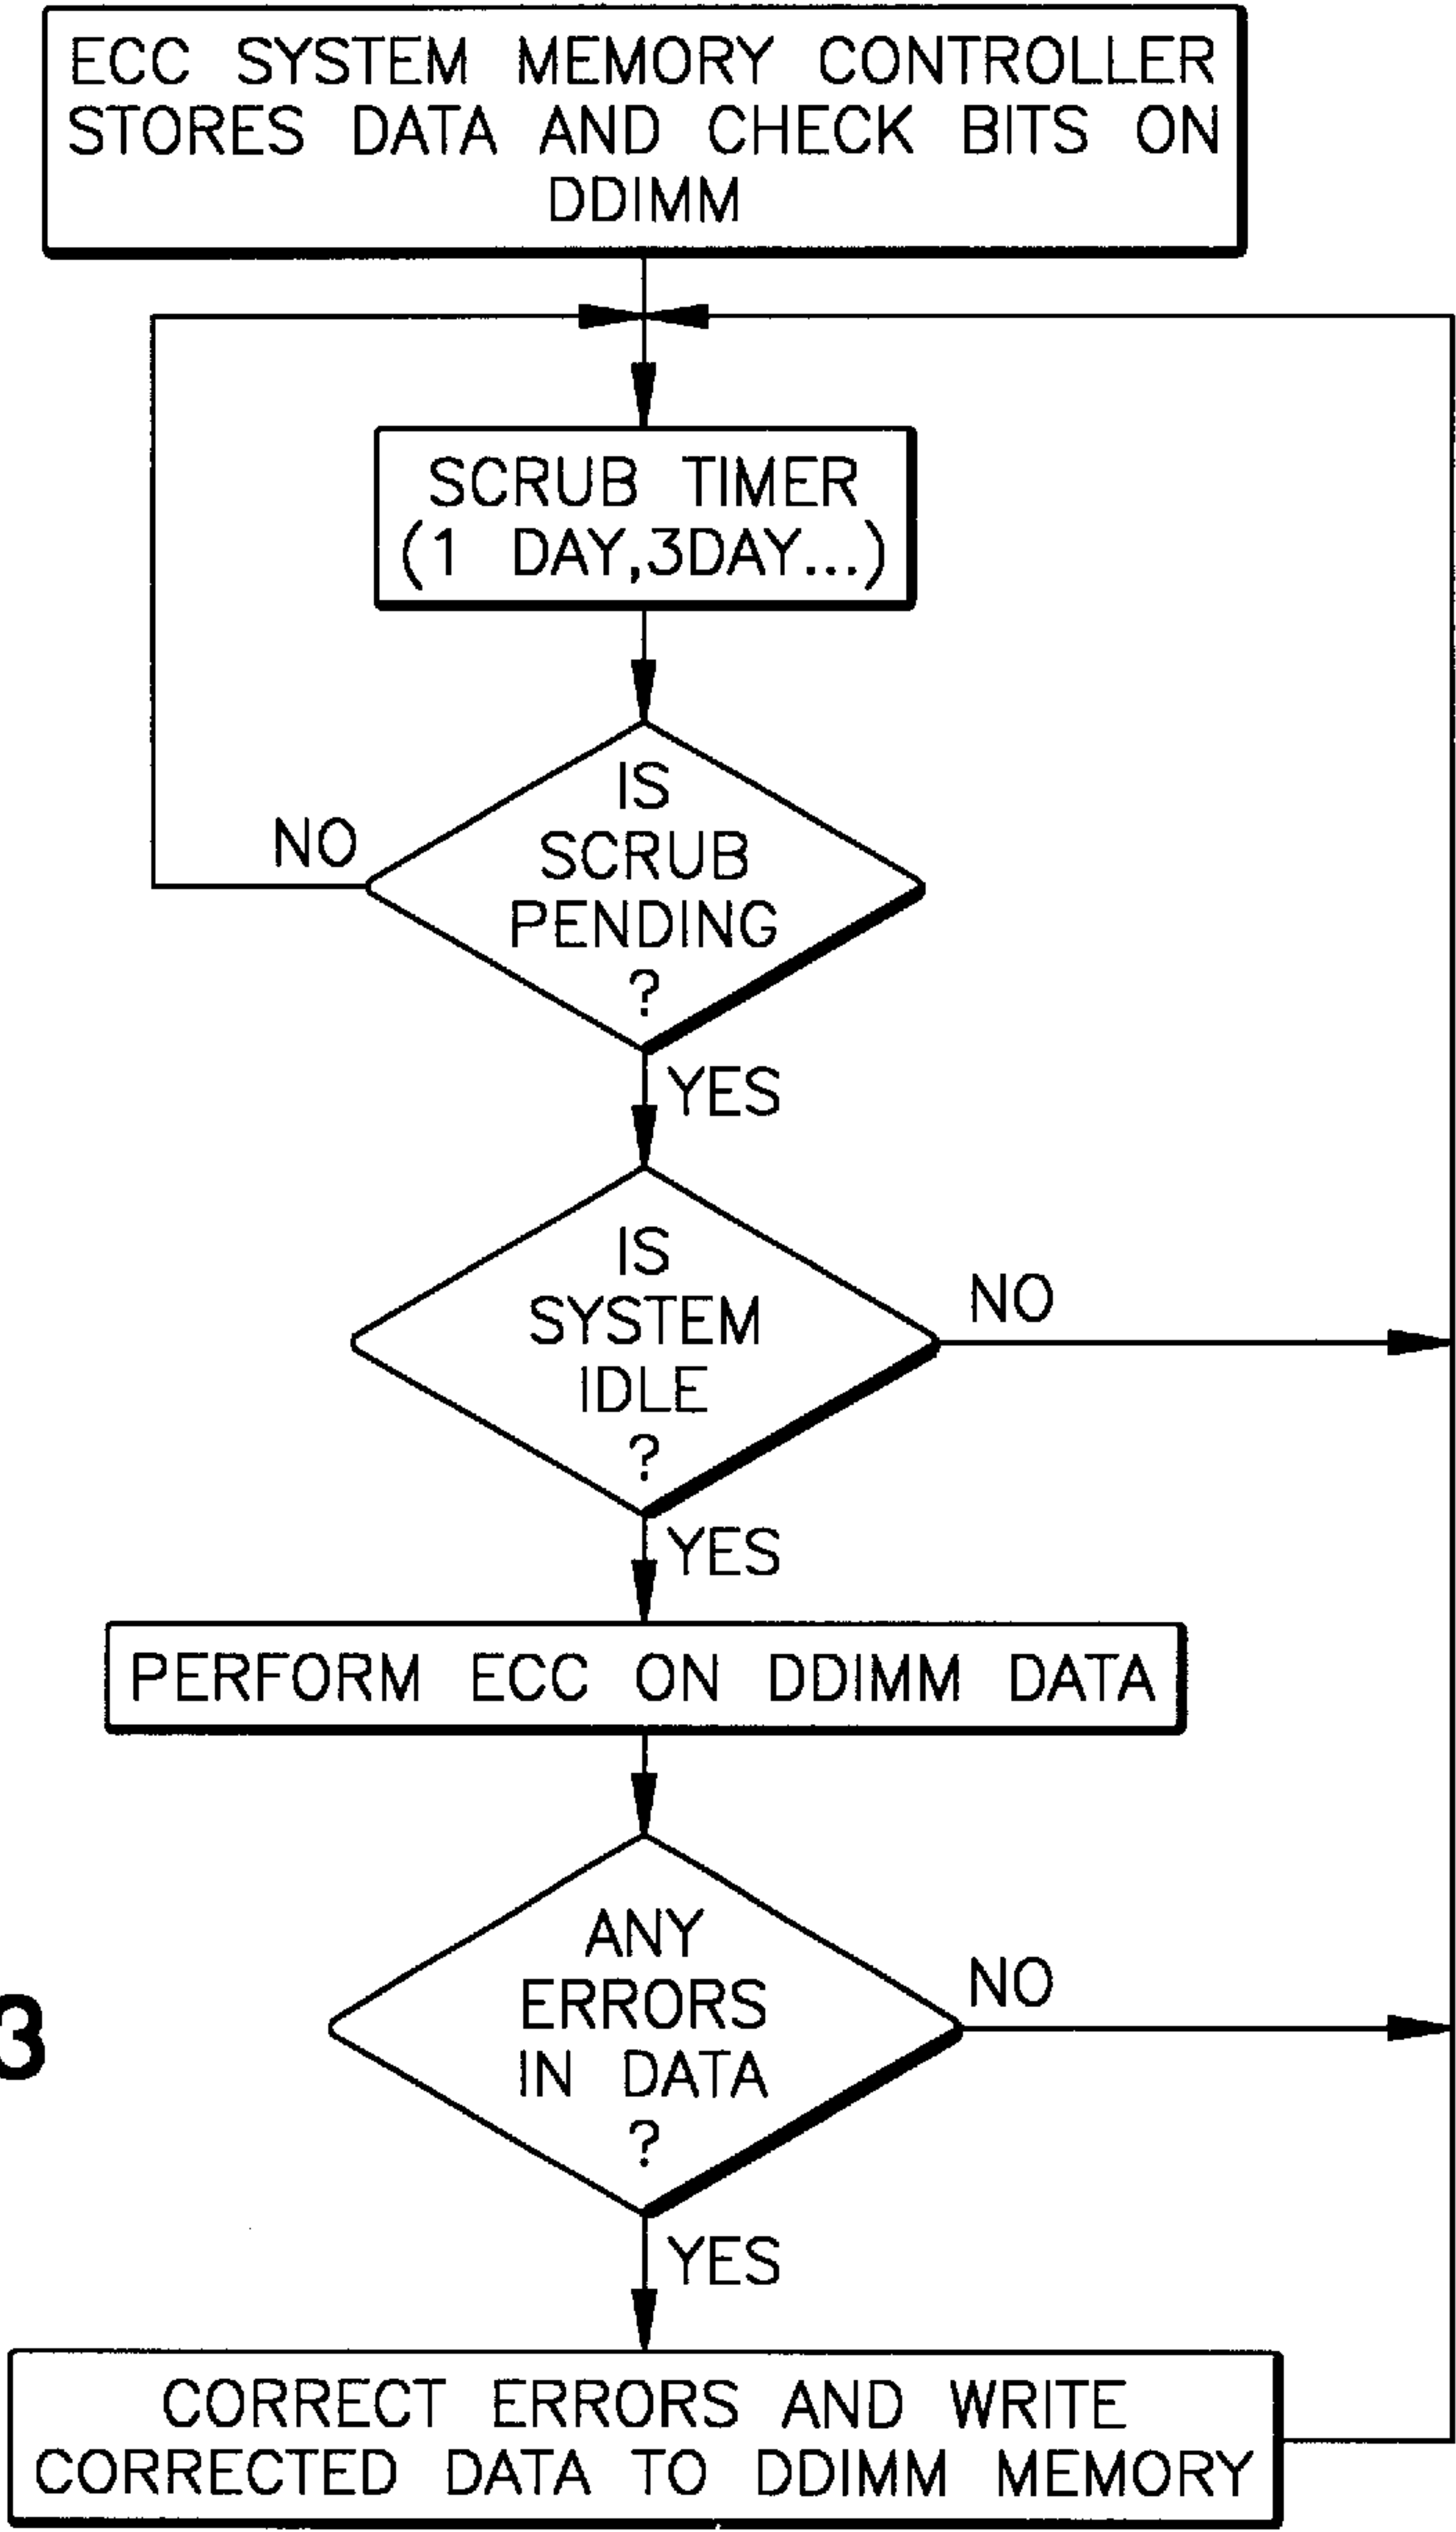 ECC SYSTEM MEMORY CONTROLLER
STORES DATA AND CHECK BITS ON
DDIMM
SCRUB TIMER
(1 DAY,3DAY...)
IS
SCRUB
PENDING
?
NO
YES
IS
SYSTEM
IDLE
?
NO
YES
PERFORM ECC ON DDIMM DATA
ANY
ERRORS
IN DATA
?
NO
3
YES
CORRECT ERRORS AND WRITE
CORRECTED DATA TO DDIMM MEMORY